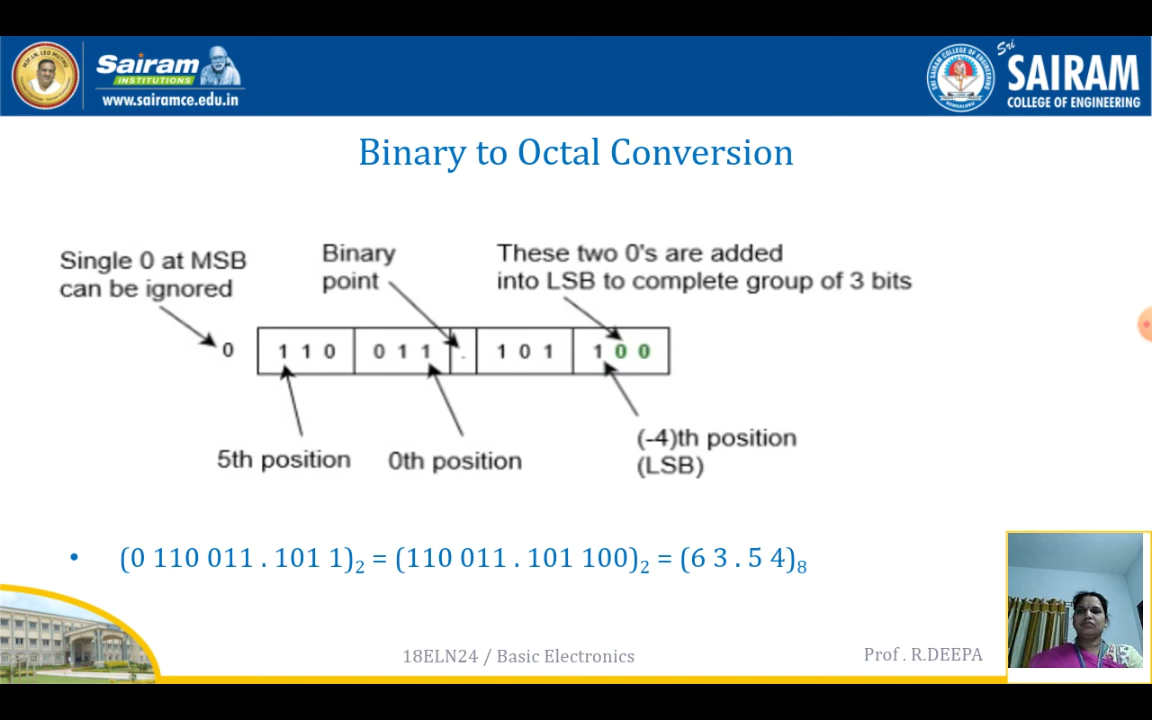 Sairam
INSTITUTIONS
www.sairamce.edu.in
Sri
SAIRAM
COLLEGE OF ENGINEERING
Binary to Octal Conversion
Single 0 at MSB
can be ignored
Binary
point
These two 0's are added
into LSB to complete group of 3 bits
0 1 1 0 0 1 1 . 1 0 1 1 0 0
5th position
0th position
(-4)th position
(LSB)
• (0 110 011 . 101 1)₂ = (110 011 . 101 100)₂ = (6 3 . 5 4)₈
18ELN24 / Basic Electronics
Prof . R.DEEPA